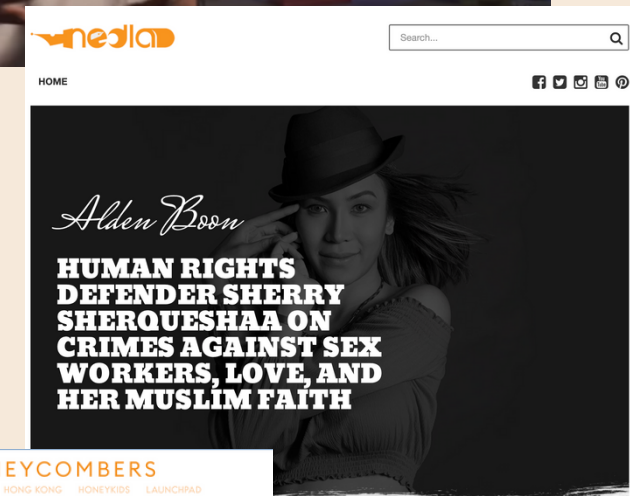 nedla
Search...
HOME
Alden Boon
HUMAN RIGHTS
DEFENDER SHERRY
SHERQUESHAA ON
CRIMES AGAINST SEX
WORKERS, LOVE, AND
HER MUSLIM FAITH
EYCOMBERS
HONG KONG HONEYKIDS LAUNCHPAD